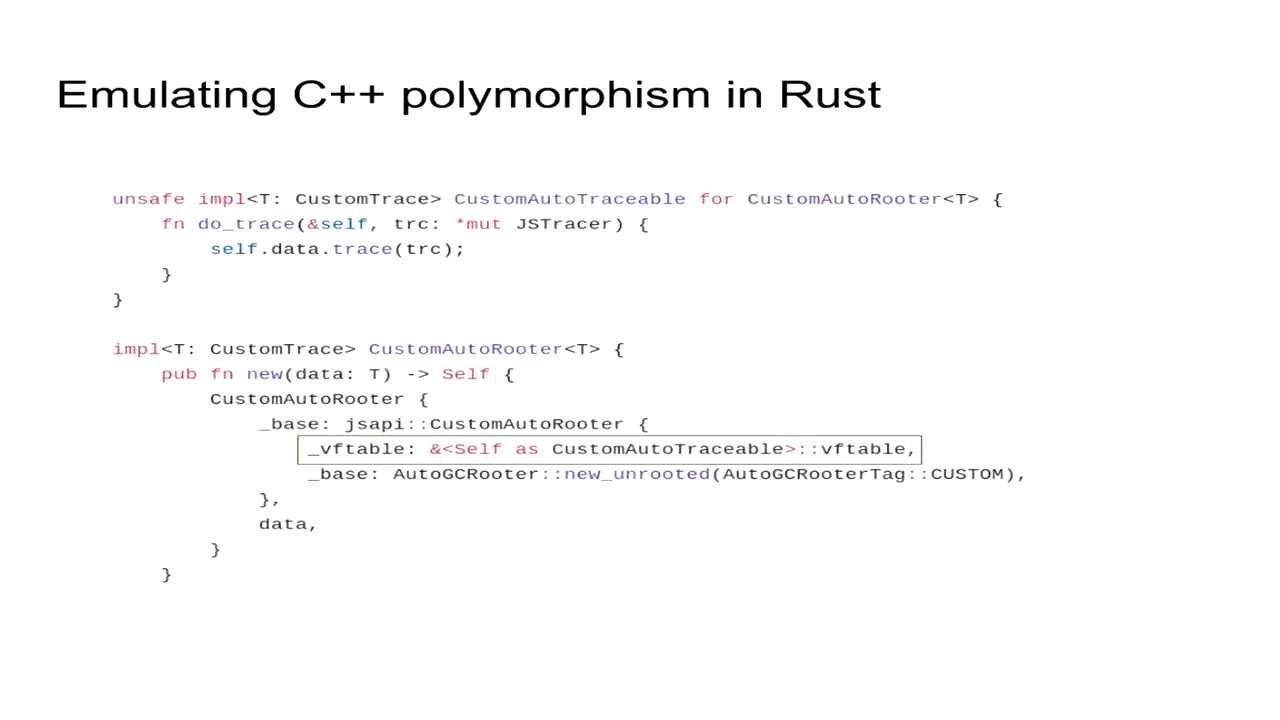 Emulating C++ polymorphism in Rust
unsafe impl<T: CustomTrace> CustomAutoTraceable for CustomAutoRooter<T> {
    fn do_trace(&self, trc: *mut JSTracer) {
        self.data.trace(trc);
    }
}
impl<T: CustomTrace> CustomAutoRooter<T> {
    pub fn new(data: T) -> Self {
        CustomAutoRooter {
            _base: jsapi::CustomAutoRooter {
                _vftable: &<Self as CustomAutoTraceable>::vftable,
                _base: AutoGCRooter::new_unrooted(AutoGCRooterTag::CUSTOM),
            },
            data,
        }
    }